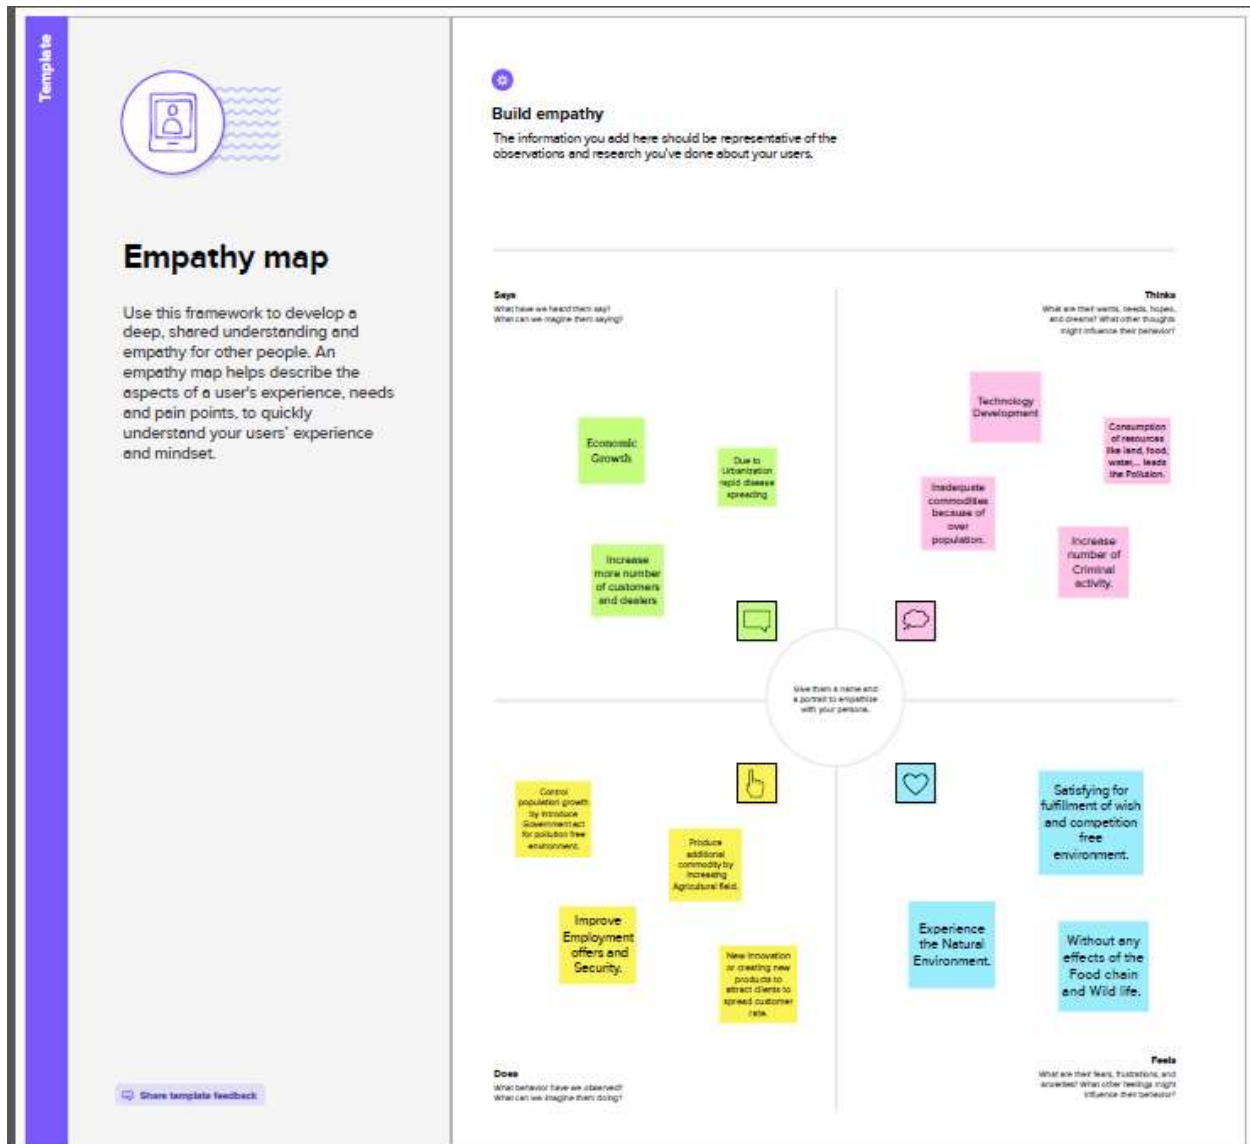 Template
Empathy map
Use this framework to develop a
deep, shared understanding and
empathy for other people. An
empathy map helps describe the
aspects of a user's experience, needs
and pain points, to quickly
understand your users' experience
and mindset.
Share template feedback
Build empathy
The information you add here should be representative of the
observations and research you've done about your users.
Says
What have we heard them say?
What can we imagine them saying?
Economic
Growth
Due to
Urbanization
rapid disease
spreading
Increase
more number
of customers
and dealers
Thinks
What are their wants, needs, hopes,
and dreams? What other thoughts
might influence their behavior?
Technology
Development
Consumption
of resources
like land, food,
water,... leads
the Pollution.
Inadequate
commodities
because of
over
population.
Increase
number of
Criminal
activity.
Give them a name and
a portrait to empathize
with your persona.
Control
population growth
by introduce
Government act
for pollution free
environment.
Produce
additional
commodity by
increasing
Agricultural field.
Improve
Employment
offers and
Security.
New innovation
or creating new
products to
attract clients to
spread customer
rate.
Does
What behavior have we observed?
What can we imagine them doing?
Satisfying for
fulfillment of wish
and competition
free
environment.
Experience
the Natural
Environment.
Without any
effects of the
Food chain
and Wild life.
Feels
What are their fears, frustrations, and
anxieties? What other feelings might
influence their behavior?